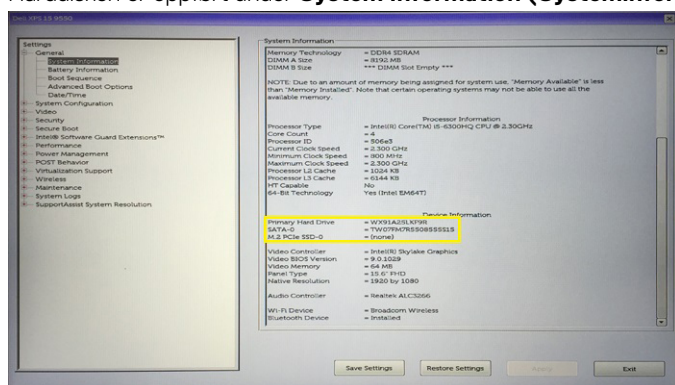 Dell XPS 15 9550
Settings
General
System Information
Battery Information
Boot Sequence
Advanced Boot Options
Date/Time
System Configuration
Video
Security
Secure Boot
Intel® Software Guard Extensions™
Performance
Power Management
POST Behavior
Virtualization Support
Wireless
Maintenance
System Logs
SupportAssist System Resolution
System Information
Memory Technology = DDR4 SDRAM
DIMM A Size = 8192 MB
DIMM B Size *** DIMM Slot Empty ***
NOTE: Due to an amount of memory being assigned for system use, "Memory Available" is less
than "Memory Installed". Note that certain operating systems may not be able to use all the
available memory.
Processor Information
Processor Type = Intel(R) Core(TM) i5-6300HQ CPU @ 2.30GHz
Core Count = 4
Processor ID = 506e3
Current Clock Speed = 2.300 GHz
Minimum Clock Speed = 800 MHz
Maximum Clock Speed = 2.300 GHz
Processor L2 Cache = 1024 KB
Processor L3 Cache = 6144 KB
HT Capable No
64-Bit Technology Yes (Intel EM64T)
Device Information
Primary Hard Drive
SATA-0
M.2 PCIe SSD-0 = (none)
Video Controller = Intel(R) Skylake Graphics
Video BIOS Version = 9.0.1029
Video Memory = 64 MB
Panel Type = 15.6" FHD
Native Resolution = 1920 by 1080
Audio Controller = Realtek ALC3266
Wi-Fi Device = Broadcom Wireless
Bluetooth Device = Installed
Save Settings Restore Settings Apply Exit